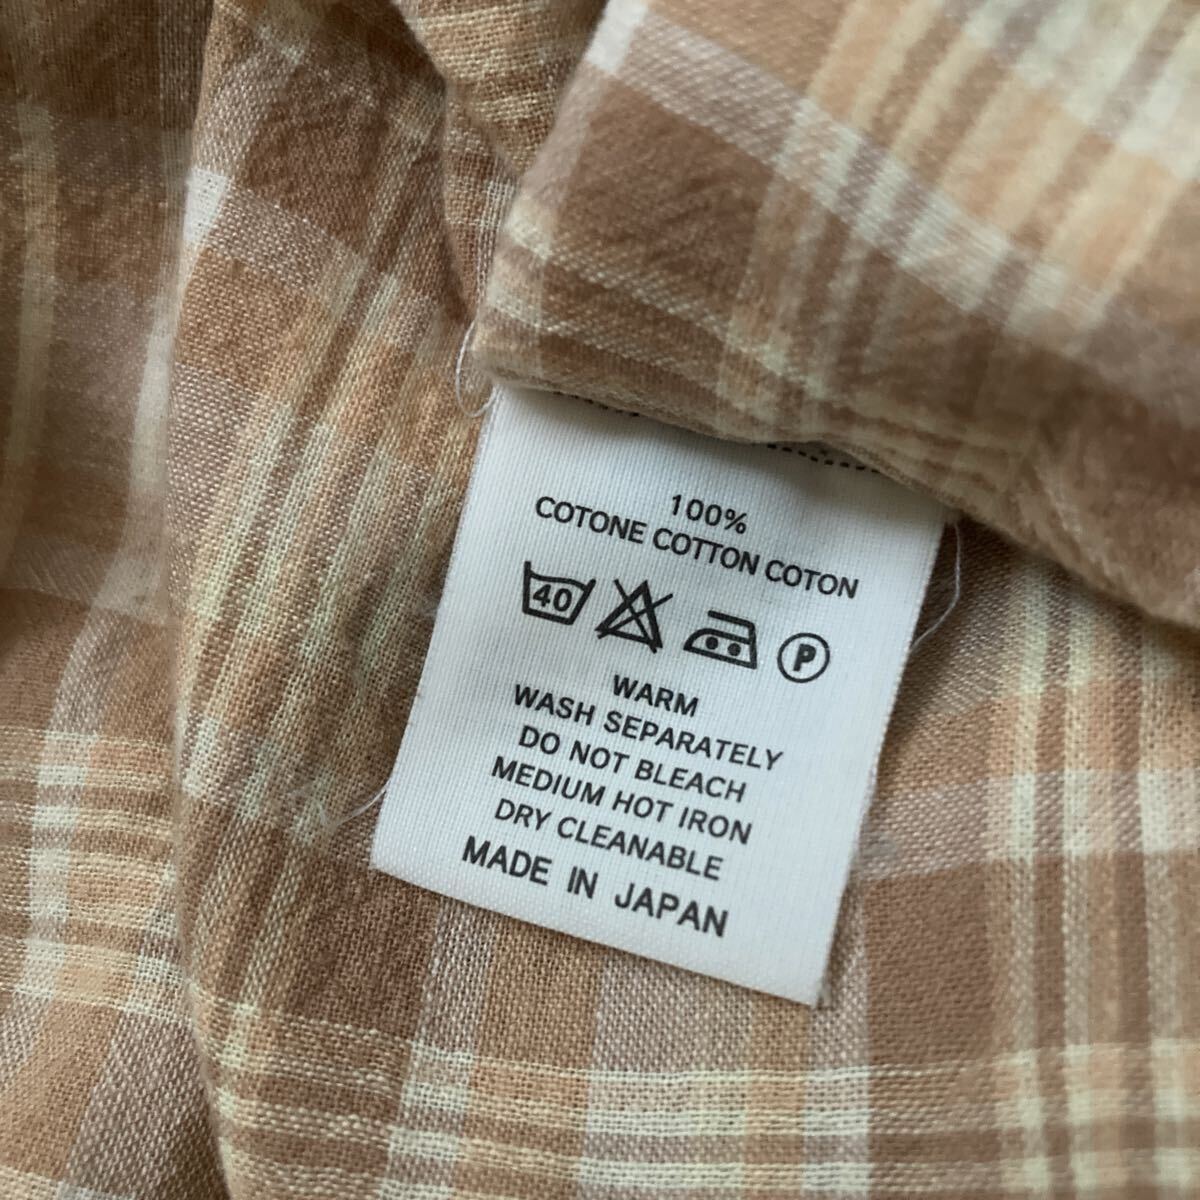 100%
COTONE COTTON COTON
40 P
WARM
WASH SEPARATELY
DO NOT BLEACH
MEDIUM HOT IRON
DRY CLEANABLE
MADE IN JAPAN